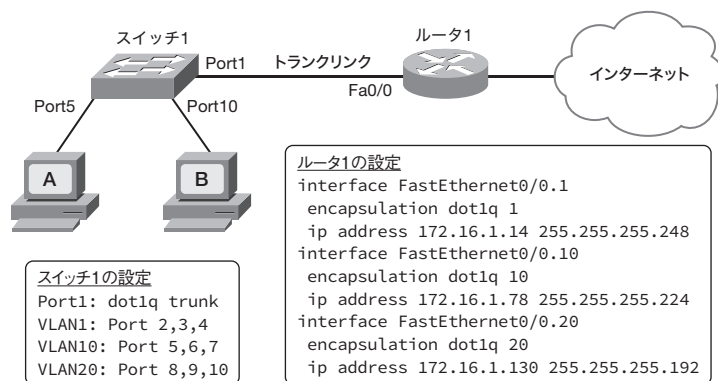 スイッチ1
Port1
トランクリンク
ルータ1
Fa0/0
インターネット
Port5
Port10
A
B
スイッチ1の設定
Port1: dot1q trunk
VLAN1: Port 2,3,4
VLAN10: Port 5,6,7
VLAN20: Port 8,9,10
ルータ1の設定
interface FastEthernet0/0.1
encapsulation dot1q 1
ip address 172.16.1.14 255.255.255.248
interface FastEthernet0/0.10
encapsulation dot1q 10
ip address 172.16.1.78 255.255.255.224
interface FastEthernet0/0.20
encapsulation dot1q 20
ip address 172.16.1.130 255.255.255.192